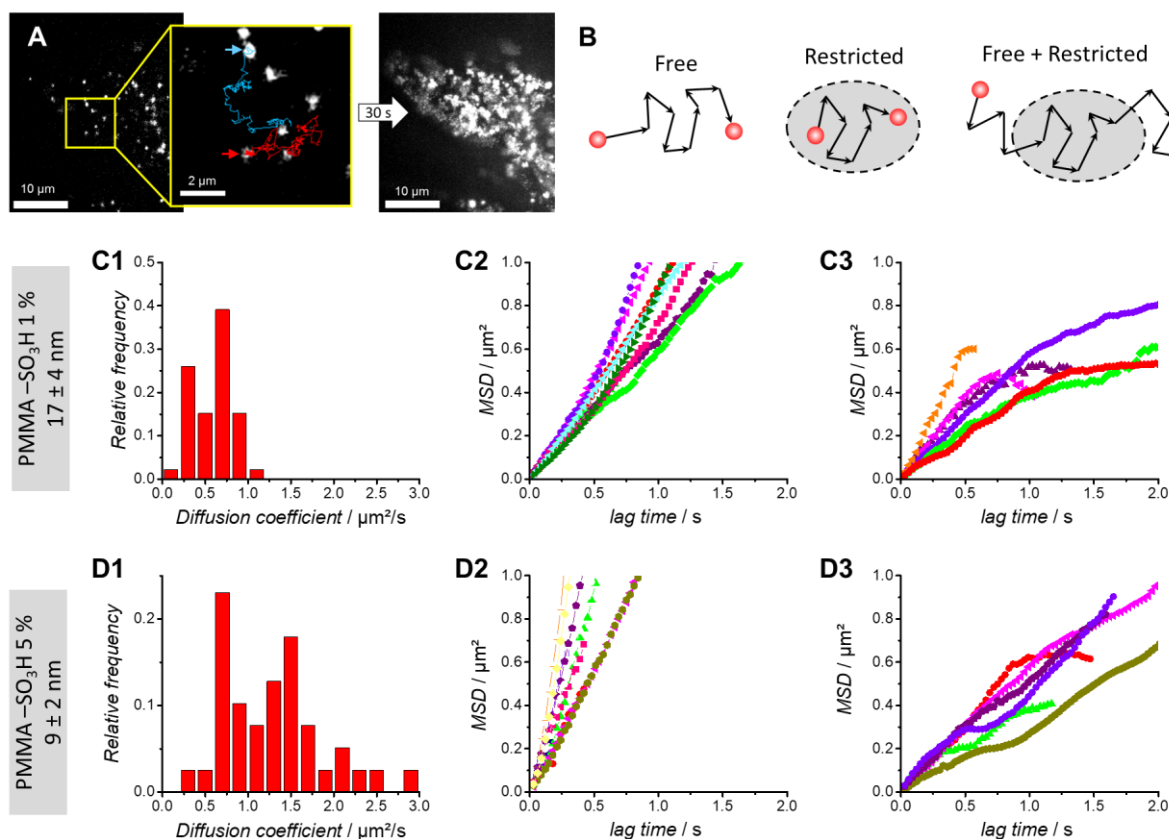 A
10 µm
2 µm
30 s
10 µm
B
Free
Restricted
Free + Restricted
PMMA –SO₃H 1 %
17 ± 4 nm
C1
Relative frequency
0.5
0.4
0.3
0.2
0.1
0.0
0.0 0.5 1.0 1.5 2.0 2.5 3.0
Diffusion coefficient / µm²/s
C2
MSD / µm²
1.0
0.8
0.6
0.4
0.2
0.0
0.0 0.5 1.0 1.5 2.0
lag time / s
C3
MSD / µm²
1.0
0.8
0.6
0.4
0.2
0.0
0.0 0.5 1.0 1.5 2.0
lag time / s
PMMA –SO₃H 5 %
9 ± 2 nm
D1
Relative frequency
0.2
0.1
0.0
0.0 0.5 1.0 1.5 2.0 2.5 3.0
Diffusion coefficient / µm²/s
D2
MSD / µm²
1.0
0.8
0.6
0.4
0.2
0.0
0.0 0.5 1.0 1.5 2.0
lag time / s
D3
MSD / µm²
1.0
0.8
0.6
0.4
0.2
0.0
0.0 0.5 1.0 1.5 2.0
lag time / s